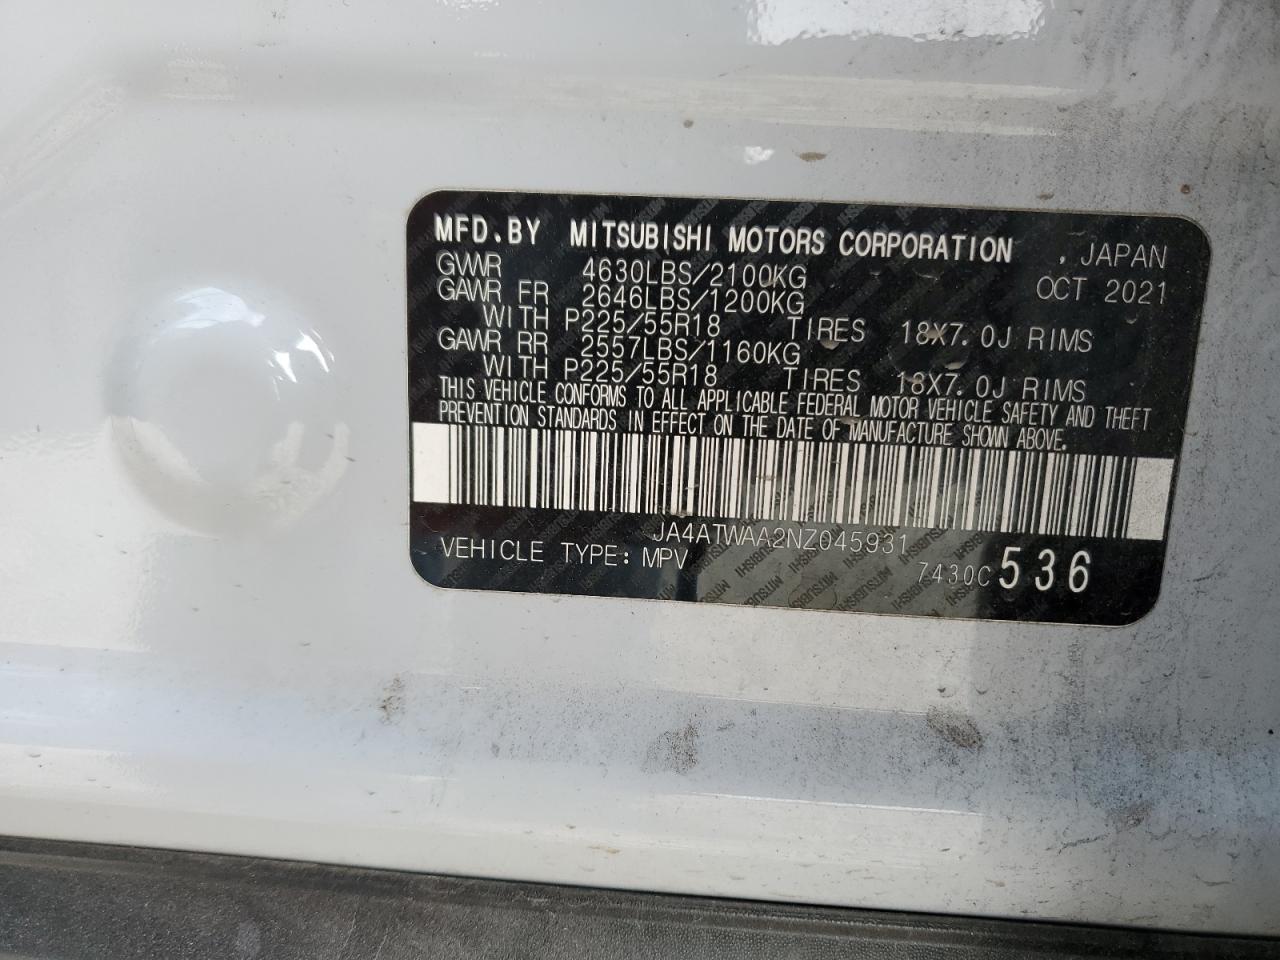 MFD.BY MITSUBISHI MOTORS CORPORATION , JAPAN
GVWR 4630LBS/2100KG OCT 2021
GAWR FR 2646LBS/1200KG
WITH P225/55R18 TIRES 18X7.0J RIMS
GAWR RR 2557LBS/1160KG
WITH P225/55R18 TIRES 18X7.0J RIMS
THIS VEHICLE CONFORMS TO ALL APPLICABLE FEDERAL MOTOR VEHICLE SAFETY AND THEFT
PREVENTION STANDARDS IN EFFECT ON THE DATE OF MANUFACTURE SHOWN ABOVE.
JA4ATWAA2NZ045931
VEHICLE TYPE: MPV 7430C 536